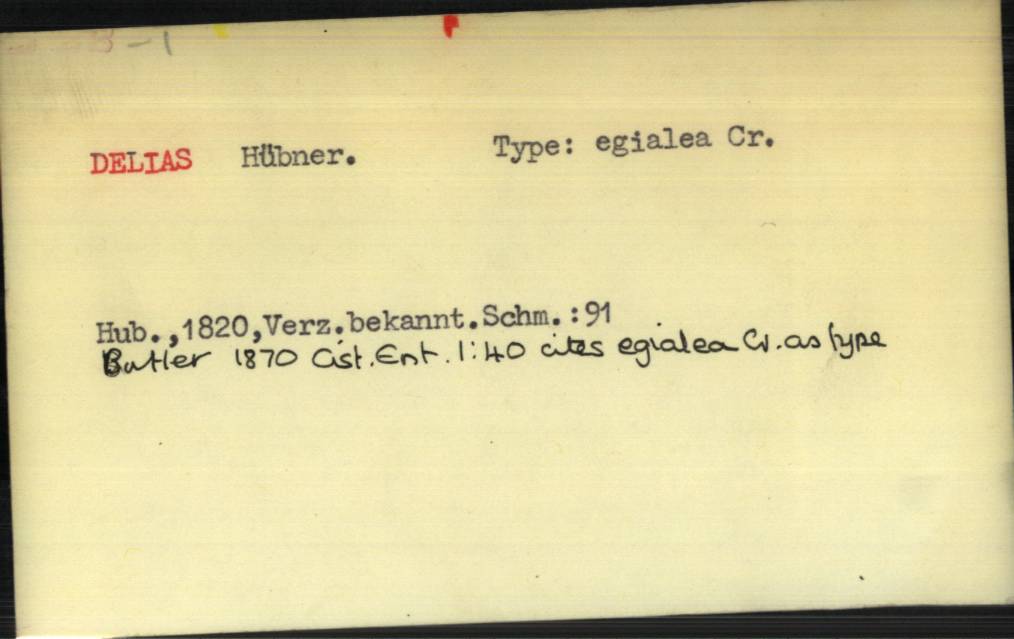 DELIAS Hübner. Type: egialea Cr.
Hub.,1820,Verz.bekannt.Schm.:91
Butler 1870 Cist. Ent. 1:40 cites egialea Cr. as type